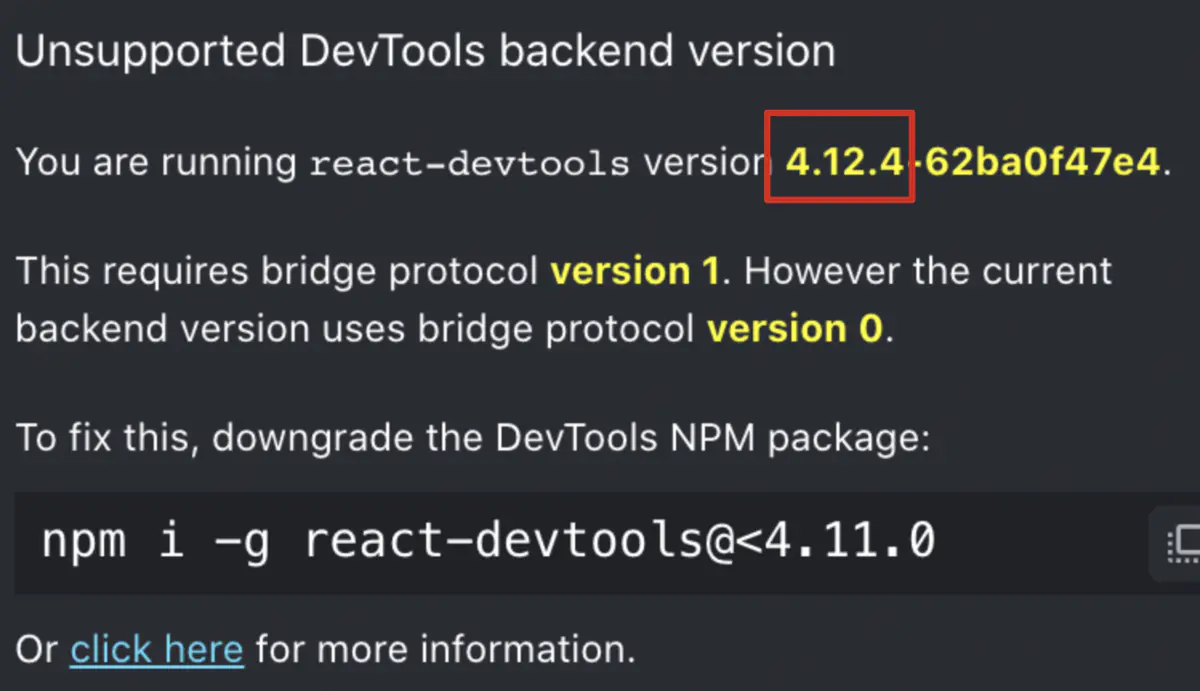 Unsupported DevTools backend version
You are running react-devtools version 4.12.4-62ba0f47e4.
This requires bridge protocol version 1. However the current
backend version uses bridge protocol version 0.
To fix this, downgrade the DevTools NPM package:
npm i -g react-devtools@<4.11.0
Or click here for more information.